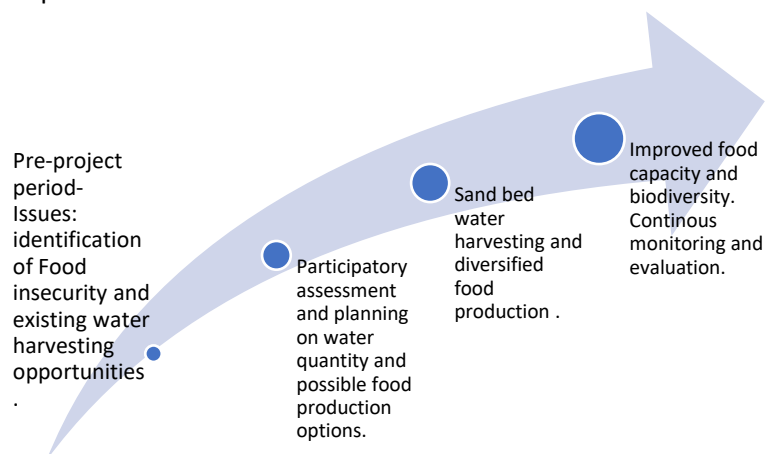 Pre-project
period-
Issues:
identification
of Food
insecurity and
existing water
harvesting
opportunities
.
Participatory
assessment
and planning
on water
quantity and
possible food
production
options.
Sand bed
water
harvesting and
diversified
food
production .
Improved food
capacity and
biodiversity.
Continous
monitoring and
evaluation.